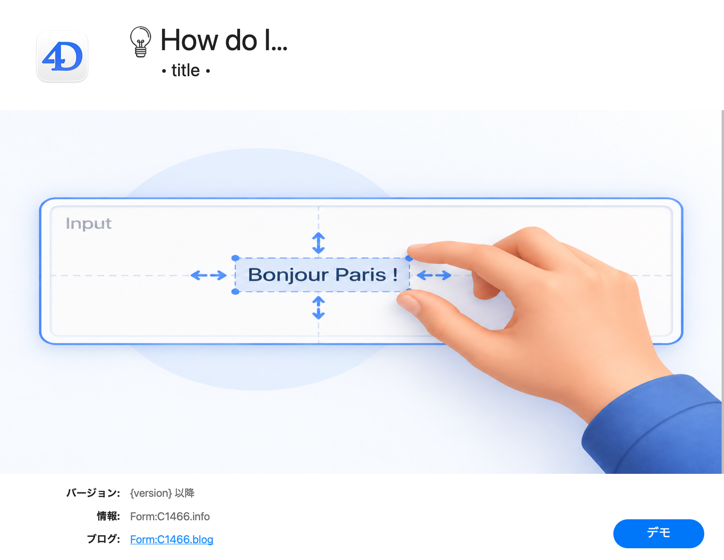 4D
How do I...
• title •
Input
Bonjour Paris !
バージョン: {version} 以降
情報: Form:C1466.info
ブログ: Form:C1466.blog
デモ